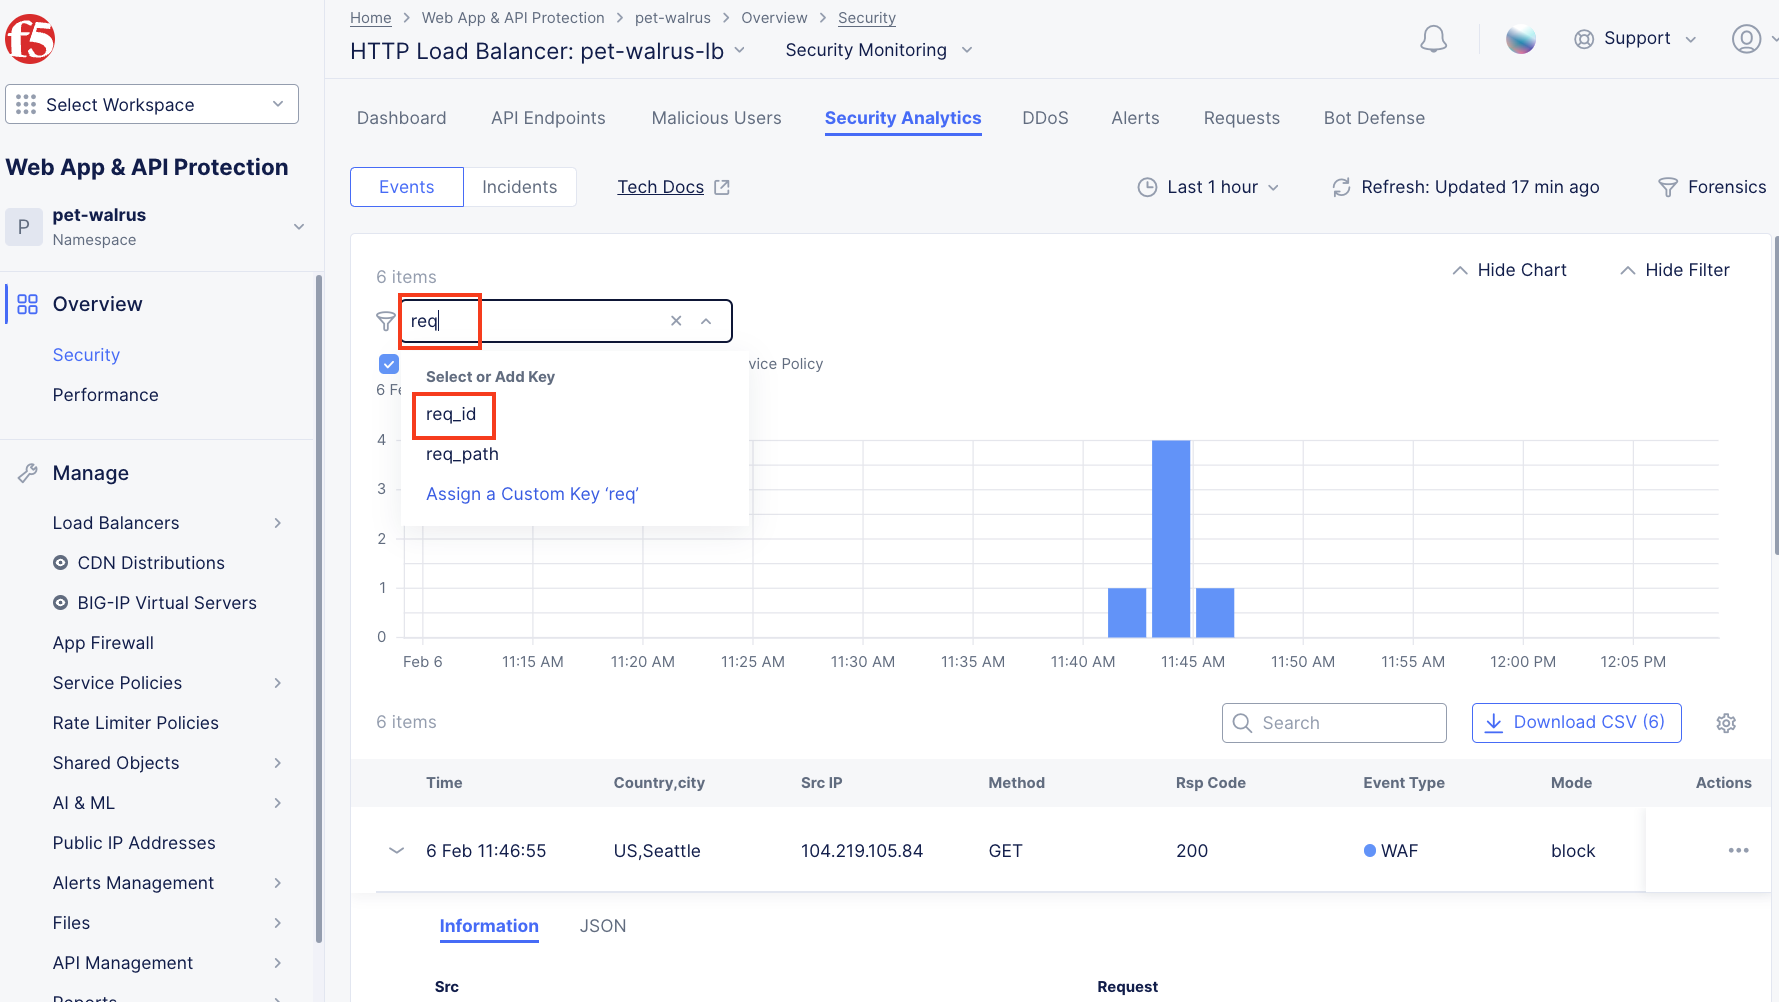 f5
Select Workspace
Web App & API Protection
P
pet-walrus
Namespace
Overview
Security
Performance
Manage
Load Balancers
CDN Distributions
BIG-IP Virtual Servers
App Firewall
Service Policies
Rate Limiter Policies
Shared Objects
AI & ML
Public IP Addresses
Alerts Management
Files
API Management
Reports
Home > Web App & API Protection > pet-walrus > Overview > Security
HTTP Load Balancer: pet-walrus-lb Security Monitoring
Support
Dashboard API Endpoints Malicious Users Security Analytics DDoS Alerts Requests Bot Defense
Events Incidents Tech Docs Last 1 hour Refresh: Updated 17 min ago Forensics
6 items Hide Chart Hide Filter
req
vice Policy
Select or Add Key
6 Fe
req_id
req_path
Assign a Custom Key ‘req’
4
3
2
1
0
Feb 6 11:15 AM 11:20 AM 11:25 AM 11:30 AM 11:35 AM 11:40 AM 11:45 AM 11:50 AM 11:55 AM 12:00 PM 12:05 PM
6 items Search Download CSV (6)
Time Country,city Src IP Method Rsp Code Event Type Mode Actions
6 Feb 11:46:55 US,Seattle 104.219.105.84 GET 200 WAF block
Information JSON
Src Request